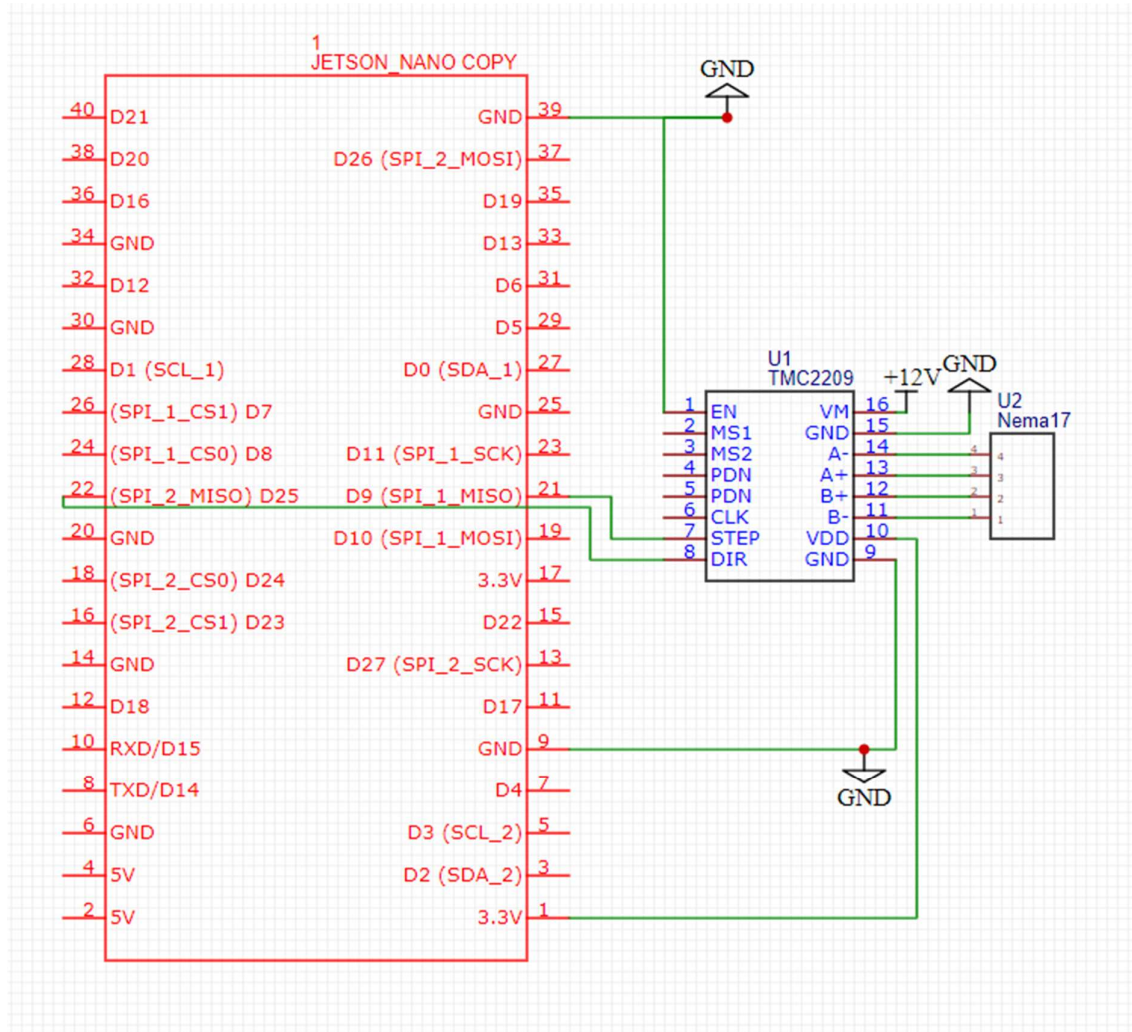 1
JETSON_NANO COPY
40 D21 GND 39
38 D20 D26 (SPI_2_MOSI) 37
36 D16 D19 35
34 GND D13 33
32 D12 D6 31
30 GND D5 29
28 D1 (SCL_1) D0 (SDA_1) 27
26 (SPI_1_CS1) D7 GND 25
24 (SPI_1_CS0) D8 D11 (SPI_1_SCK) 23
22 (SPI_2_MISO) D25 D9 (SPI_1_MISO) 21
20 GND D10 (SPI_1_MOSI) 19
18 (SPI_2_CS0) D24 3.3V 17
16 (SPI_2_CS1) D23 D22 15
14 GND D27 (SPI_2_SCK) 13
12 D18 D17 11
10 RXD/D15 GND 9
8 TXD/D14 D4 7
6 GND D3 (SCL_2) 5
4 5V D2 (SDA_2) 3
2 5V 3.3V 1
GND
U1
TMC2209
+12V
GND
1 EN VM 16
2 MS1 GND 15
3 MS2 A- 14
4 PDN A+ 13
5 PDN B+ 12
6 CLK B- 11
7 STEP VDD 10
8 DIR GND 9
U2
Nema17
4 4
3 3
2 2
1 1
GND